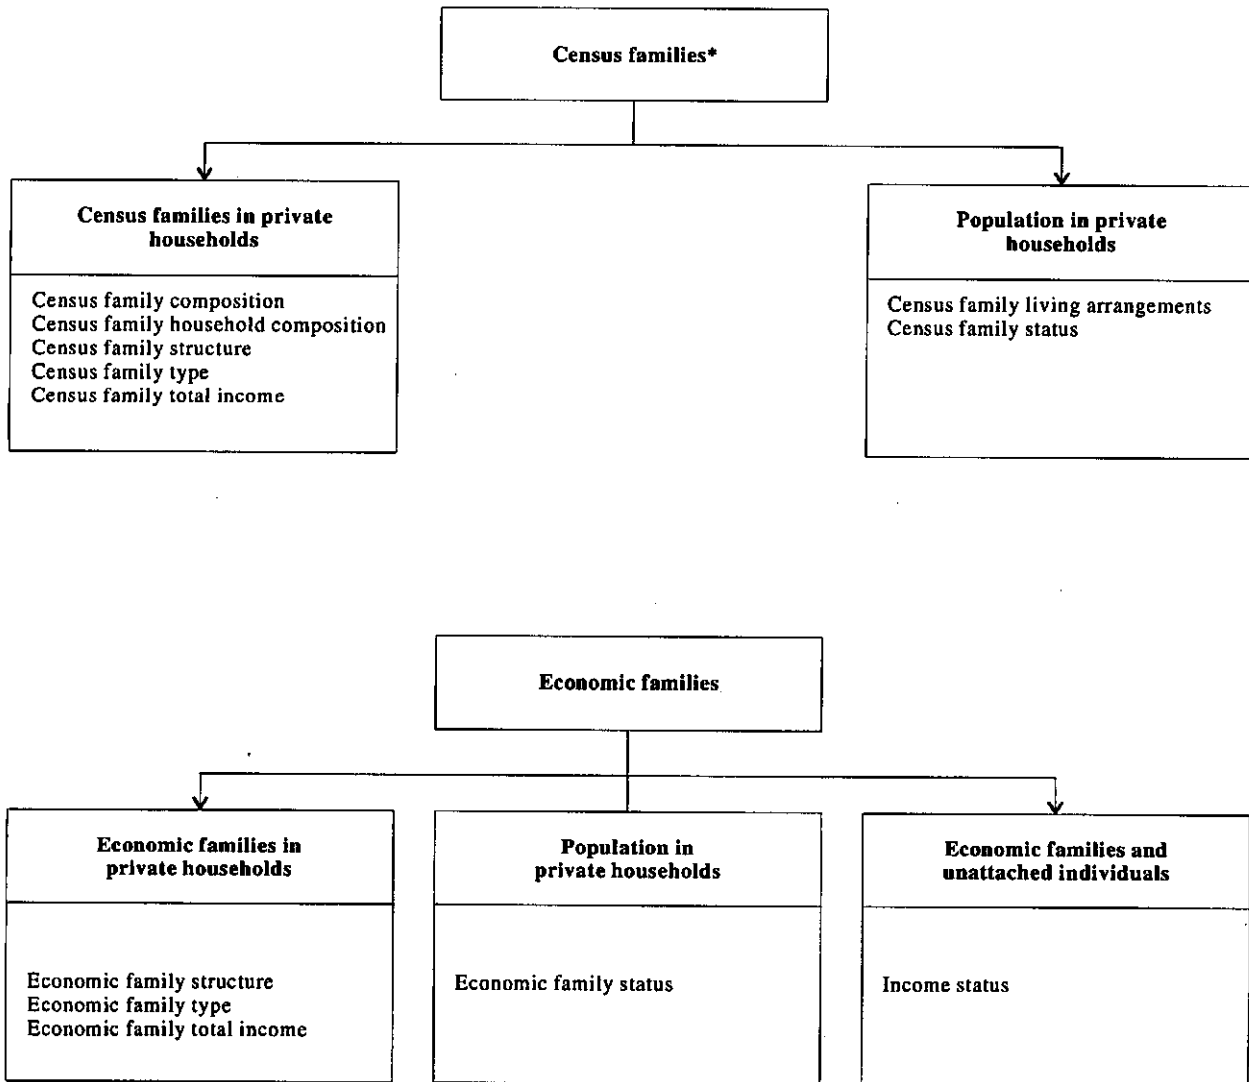 Census families*
Census families in private
households
Census family composition
Census family household composition
Census family structure
Census family type
Census family total income
Population in private
households
Census family living arrangements
Census family status
Economic families
Economic families in
private households
Economic family structure
Economic family type
Economic family total income
Population in
private households
Economic family status
Economic families and
unattached individuals
Income status